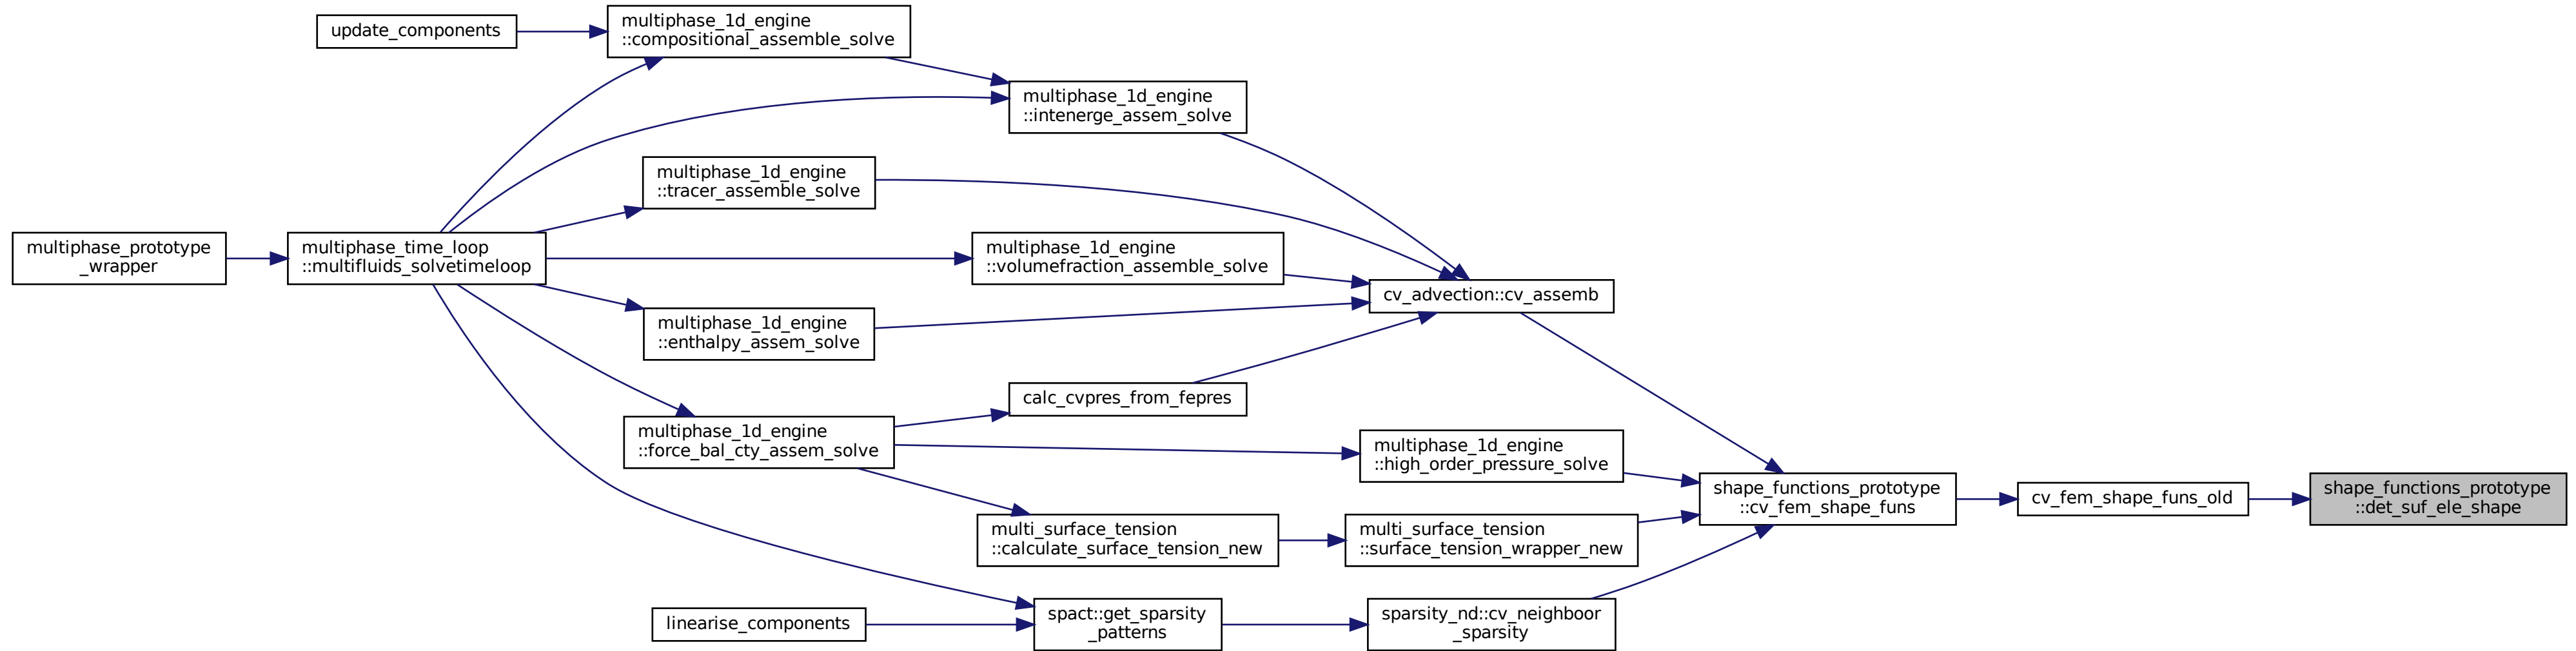 update_components
multiphase_1d_engine
::compositional_assemble_solve
multiphase_1d_engine
::intenerge_assem_solve
multiphase_1d_engine
::tracer_assemble_solve
multiphase_prototype
_wrapper
multiphase_time_loop
::multifluids_solvetimeloop
multiphase_1d_engine
::volumefraction_assemble_solve
cv_advection::cv_assemb
multiphase_1d_engine
::enthalpy_assem_solve
calc_cvpres_from_fepres
multiphase_1d_engine
::force_bal_cty_assem_solve
multiphase_1d_engine
::high_order_pressure_solve
shape_functions_prototype
::cv_fem_shape_funs
cv_fem_shape_funs_old
shape_functions_prototype
::det_suf_ele_shape
multi_surface_tension
::calculate_surface_tension_new
multi_surface_tension
::surface_tension_wrapper_new
linearise_components
spact::get_sparsity
_patterns
sparsity_nd::cv_neighboor
_sparsity